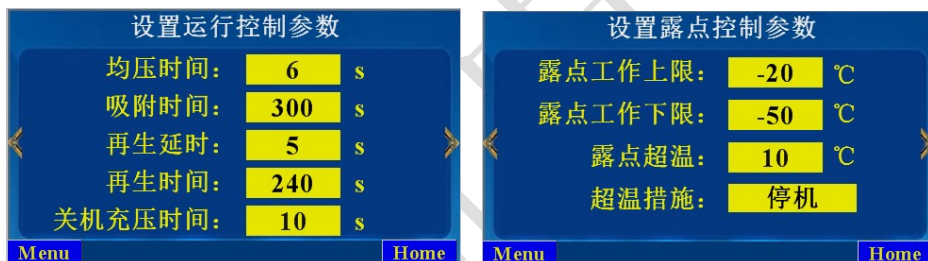 设置运行控制参数
均压时间： 6 s
吸附时间： 300 s
再生延时： 5 s
再生时间： 240 s
关机充压时间： 10 s
Menu Home
设置露点控制参数
露点工作上限： -20 ℃
露点工作下限： -50 ℃
露点超温： 10 ℃
超温措施： 停机
Menu Home